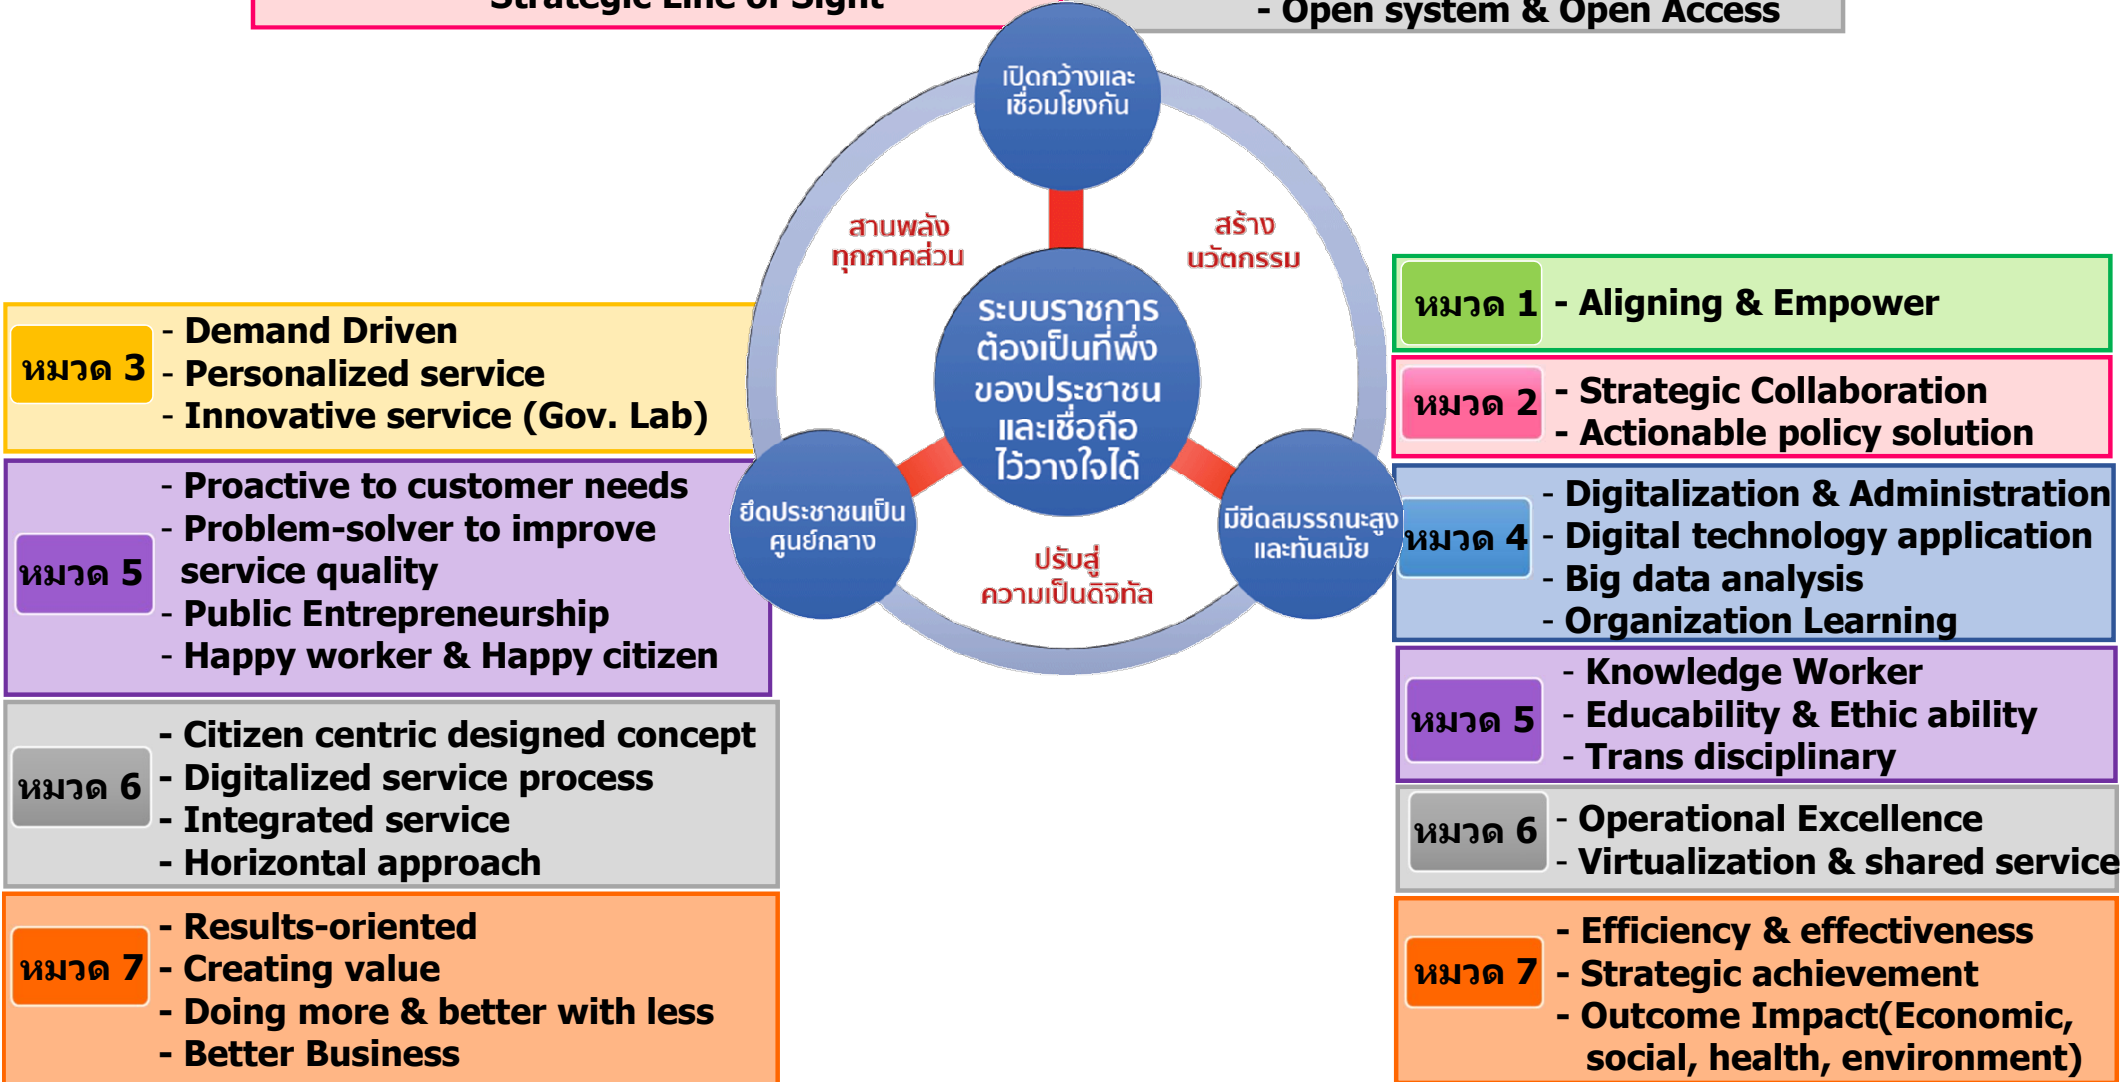 Strategic Line of Sight
- Open system & Open Access
เปิดกว้างและ
เชื่อมโยงกัน
สานพลัง
ทุกภาคส่วน
สร้าง
นวัตกรรม
ระบบราชการ
ต้องเป็นที่พึ่ง
ของประชาชน
และเชื่อถือ
ไว้วางใจได้
ยึดประชาชนเป็น
ศูนย์กลาง
มีขีดสมรรถนะสูง
และทันสมัย
ปรับสู่
ความเป็นดิจิทัล
หมวด 3
- Demand Driven
- Personalized service
- Innovative service (Gov. Lab)
หมวด 5
- Proactive to customer needs
- Problem-solver to improve
service quality
- Public Entrepreneurship
- Happy worker & Happy citizen
หมวด 6
- Citizen centric designed concept
- Digitalized service process
- Integrated service
- Horizontal approach
หมวด 7
- Results-oriented
- Creating value
- Doing more & better with less
- Better Business
หมวด 1
- Aligning & Empower
หมวด 2
- Strategic Collaboration
- Actionable policy solution
หมวด 4
- Digitalization & Administration
- Digital technology application
- Big data analysis
- Organization Learning
หมวด 5
- Knowledge Worker
- Educability & Ethic ability
- Trans disciplinary
หมวด 6
- Operational Excellence
- Virtualization & shared service
หมวด 7
- Efficiency & effectiveness
- Strategic achievement
- Outcome Impact(Economic,
social, health, environment)